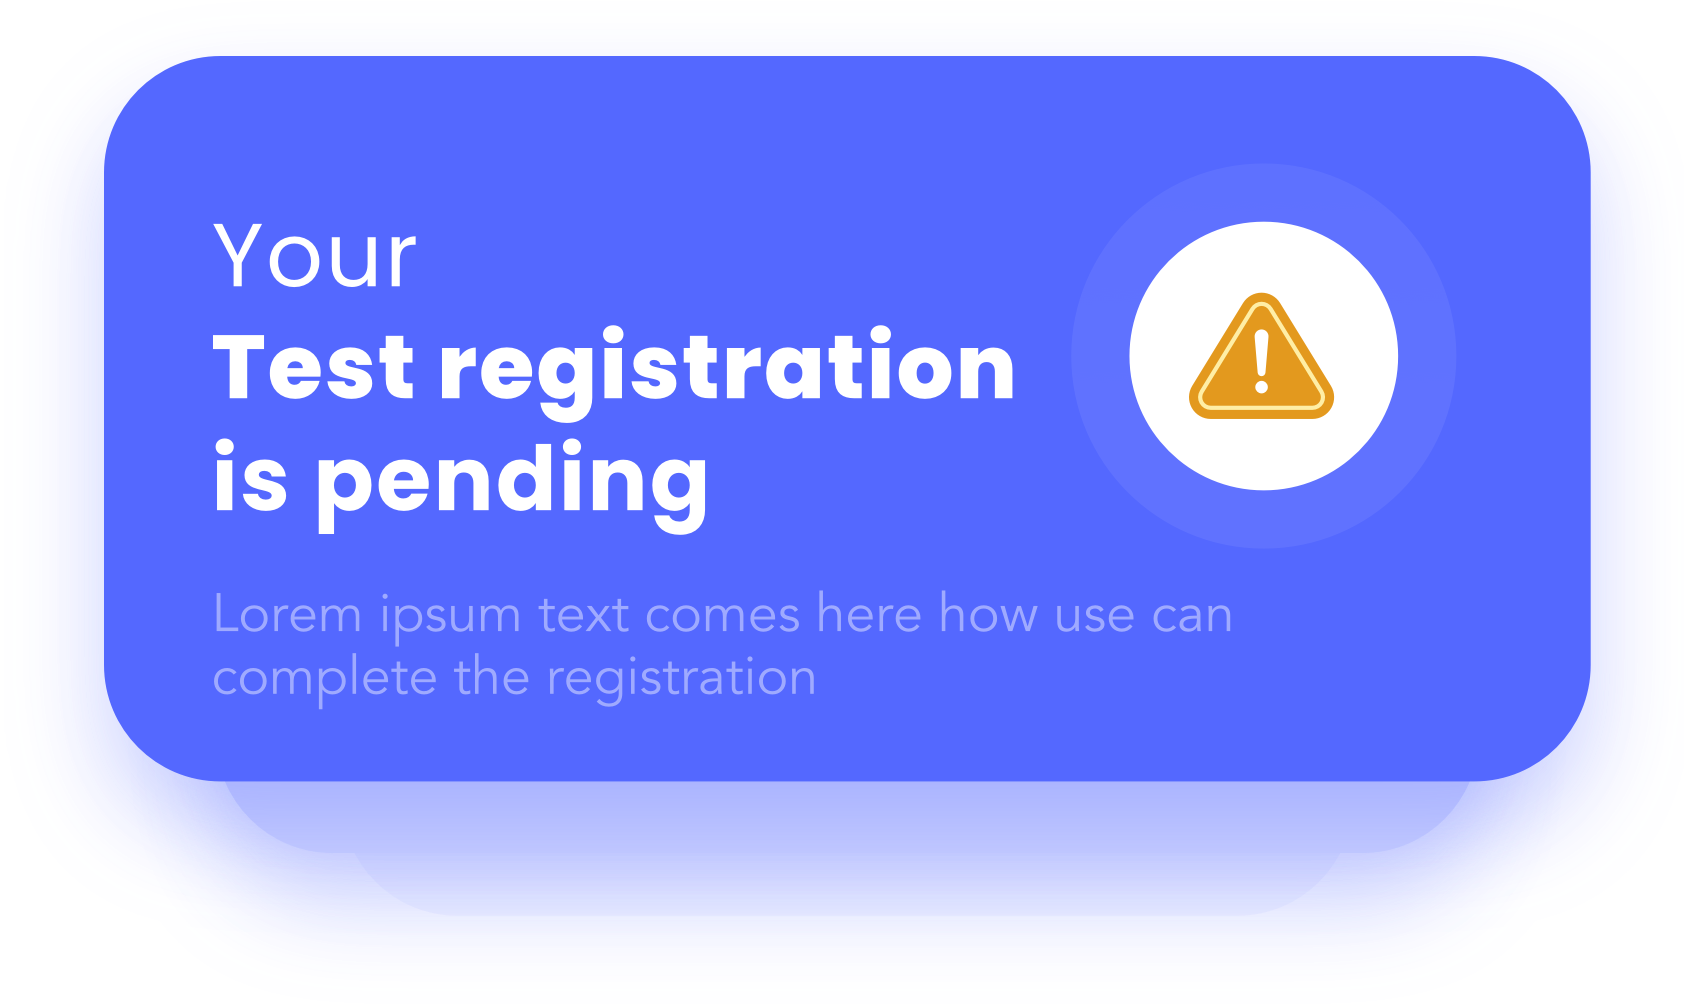 Your
Test registration
is pending
Lorem ipsum text comes here how use can
complete the registration